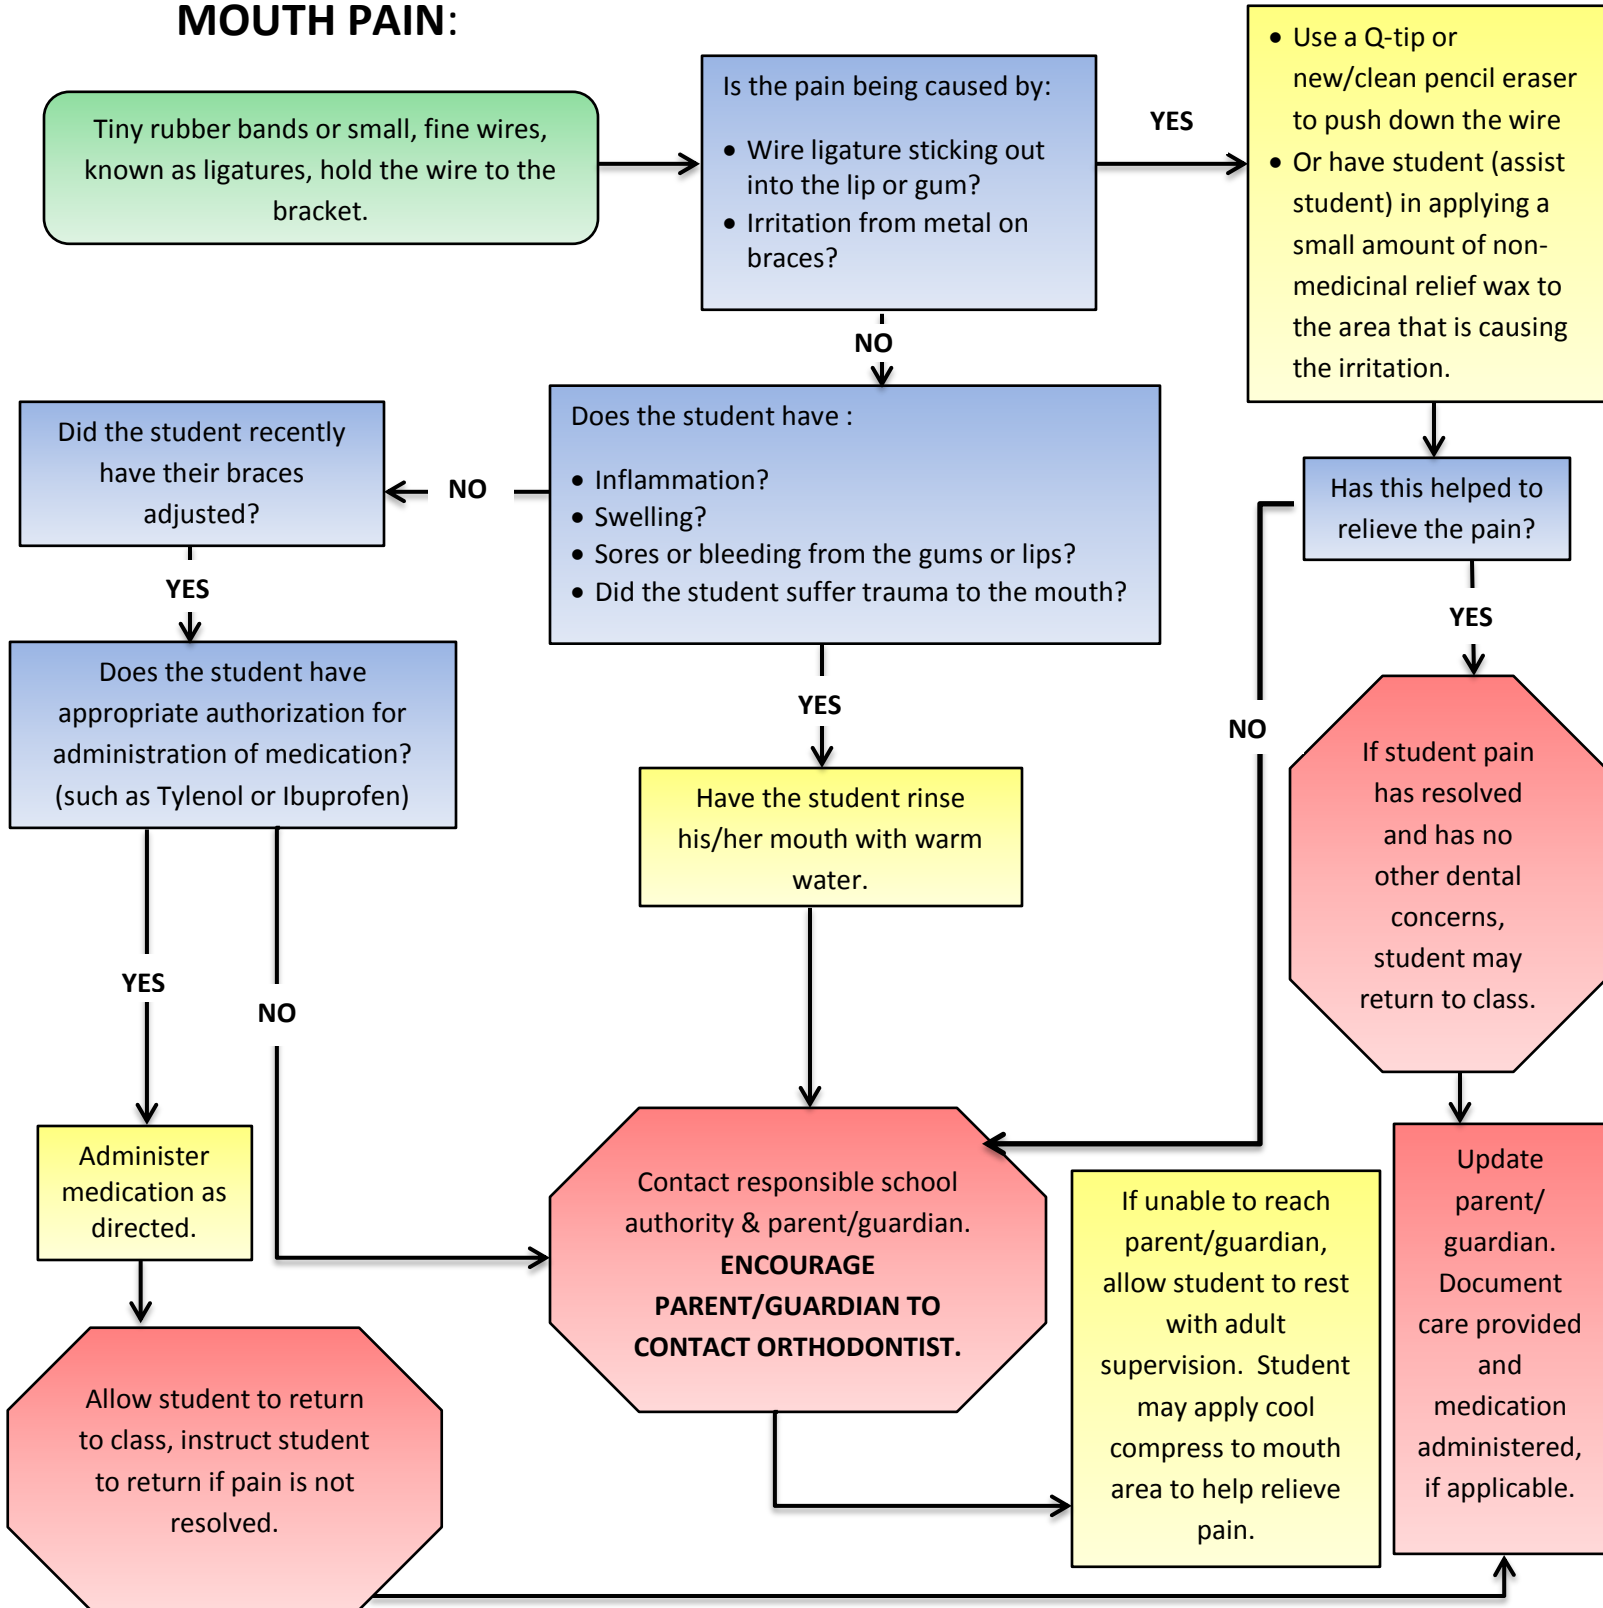 MOUTH PAIN:
Tiny rubber bands or small, fine wires,
known as ligatures, hold the wire to the
bracket.
Is the pain being caused by:
• Wire ligature sticking out
into the lip or gum?
• Irritation from metal on
braces?
YES
• Use a Q-tip or
new/clean pencil eraser
to push down the wire
• Or have student (assist
student) in applying a
small amount of non-
medicinal relief wax to
the area that is causing
the irritation.
NO
Did the student recently
have their braces
adjusted?
NO
Does the student have :
• Inflammation?
• Swelling?
• Sores or bleeding from the gums or lips?
• Did the student suffer trauma to the mouth?
Has this helped to
relieve the pain?
YES
YES
Does the student have
appropriate authorization for
administration of medication?
(such as Tylenol or Ibuprofen)
YES
NO
Have the student rinse
his/her mouth with warm
water.
If student pain
has resolved
and has no
other dental
concerns,
student may
return to class.
YES
NO
Administer
medication as
directed.
Contact responsible school
authority & parent/guardian.
ENCOURAGE
PARENT/GUARDIAN TO
CONTACT ORTHODONTIST.
If unable to reach
parent/guardian,
allow student to rest
with adult
supervision.  Student
may apply cool
compress to mouth
area to help relieve
pain.
Update
parent/
guardian.
Document
care provided
and
medication
administered,
if applicable.
Allow student to return
to class, instruct student
to return if pain is not
resolved.